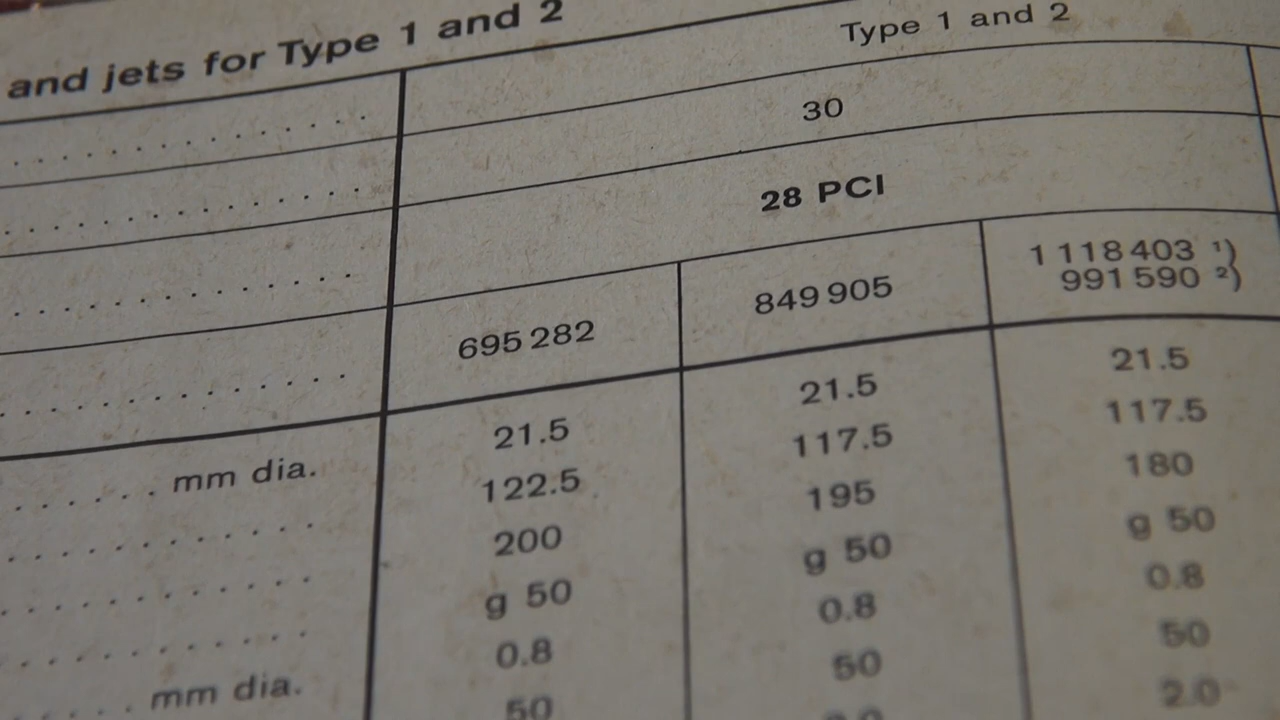 and jets for Type 1 and 2
Type 1 and 2
30
28 PCI
695 282 849 905 1 118 403 ¹)
991 590 ²)
mm dia. 21.5 21.5 21.5
122.5 117.5 117.5
200 195 180
g 50 g 50 g 50
mm dia. 0.8 0.8 0.8
50 50 50
2.0